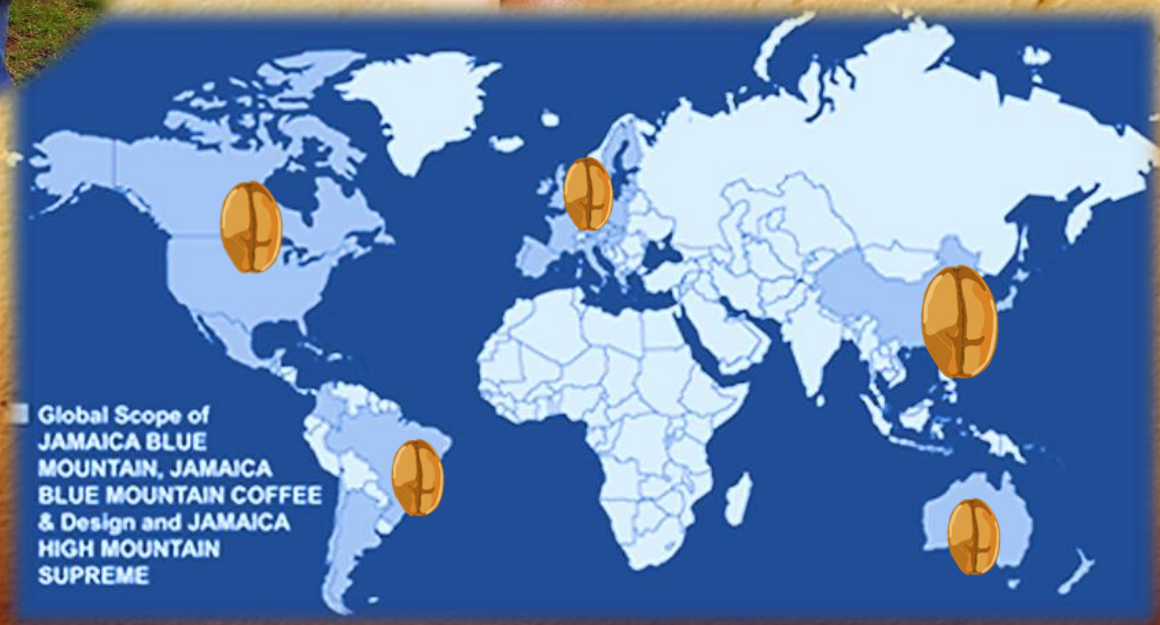 Global Scope of
JAMAICA BLUE
MOUNTAIN, JAMAICA
BLUE MOUNTAIN COFFEE
& Design and JAMAICA
HIGH MOUNTAIN
SUPREME